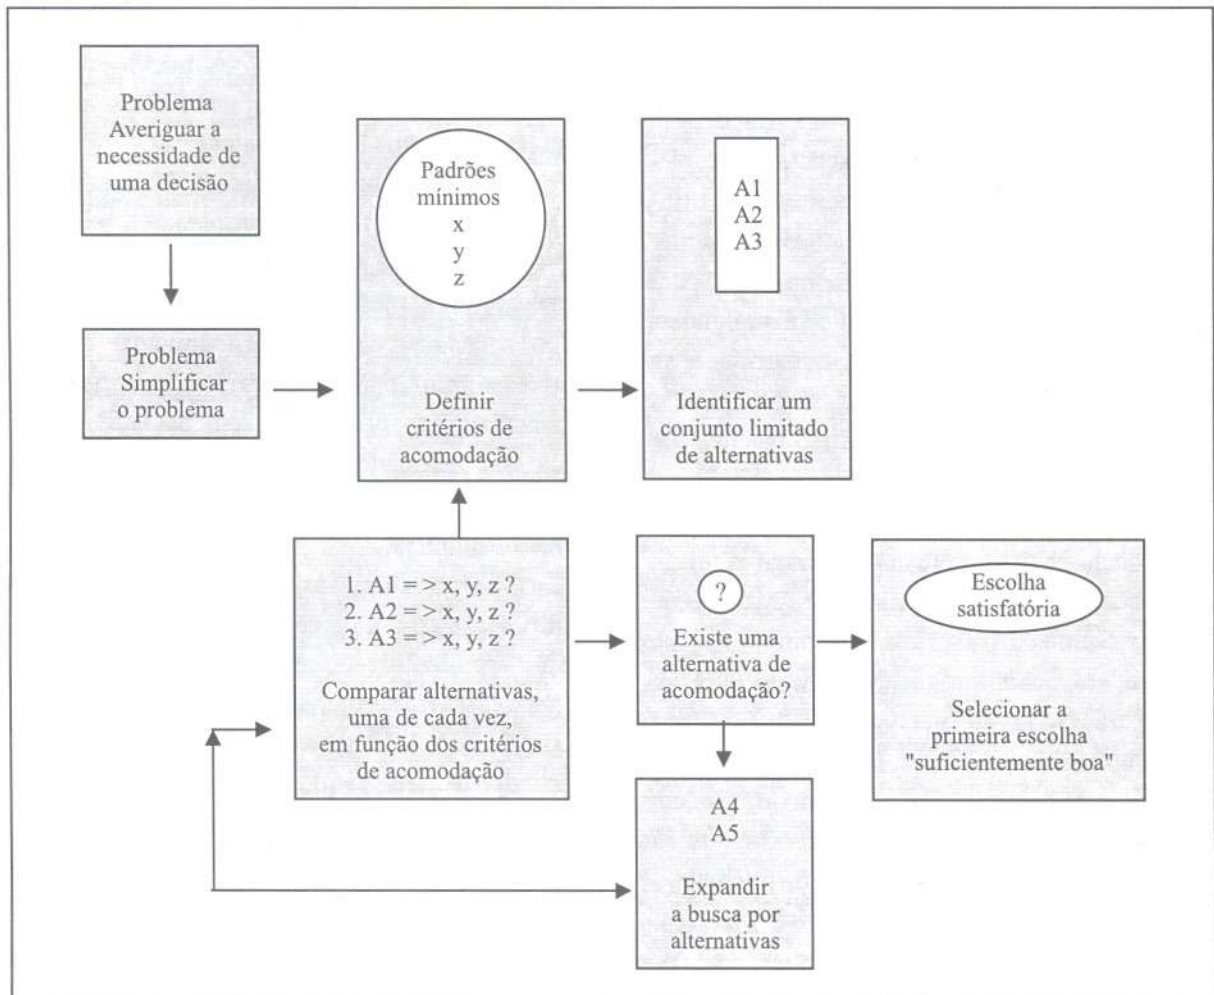 Problema
Averiguar a
necessidade de
uma decisão
Problema
Simplificar
o problema
Padrões
mínimos
x
y
z
Definir
critérios de
acomodação
A1
A2
A3
Identificar um
conjunto limitado
de alternativas
1. A1 = > x, y, z ?
2. A2 = > x, y, z ?
3. A3 = > x, y, z ?
Comparar alternativas,
uma de cada vez,
em função dos critérios
de acomodação
?
Existe uma
alternativa de
acomodação?
Escolha
satisfatória
Selecionar a
primeira escolha
"suficientemente boa"
A4
A5
Expandir
a busca por
alternativas